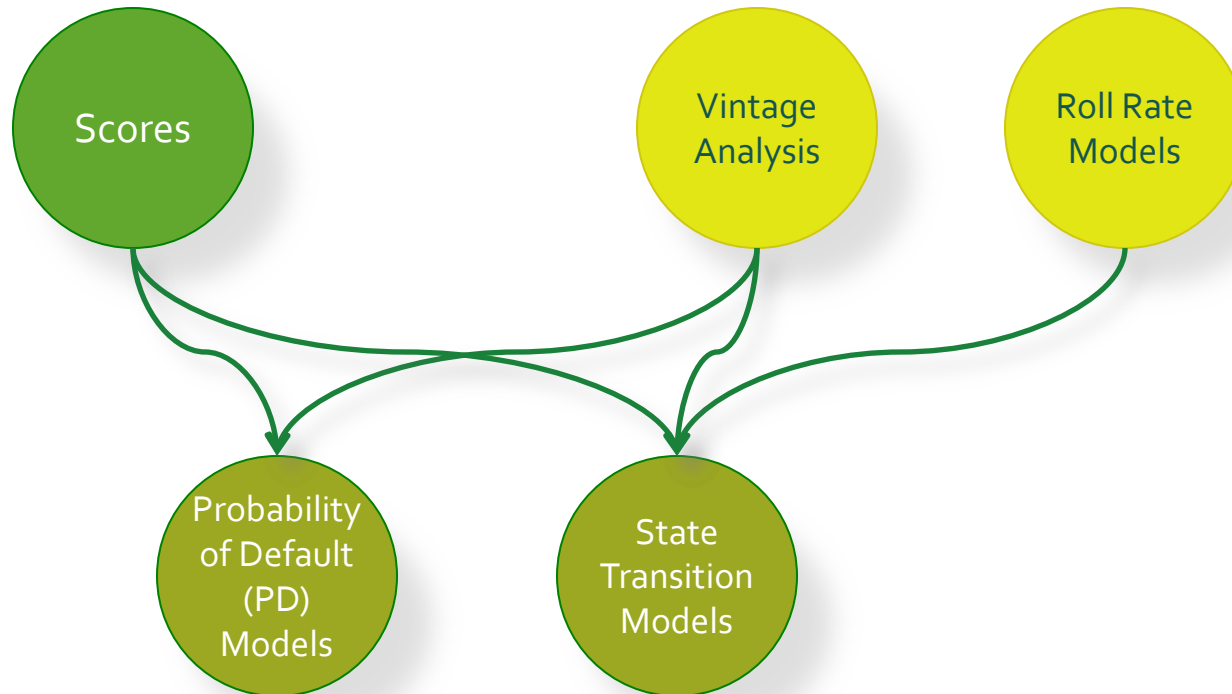 Scores
Vintage
Analysis
Roll Rate
Models
Probability
of Default
(PD)
Models
State
Transition
Models